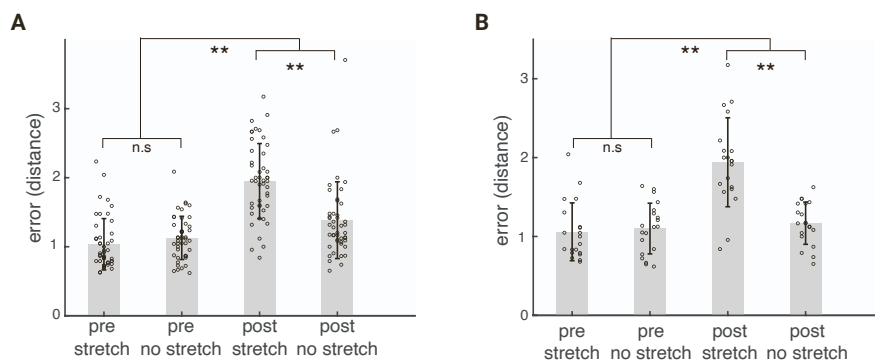 A
**
**
n.s
error (distance)
3
2
1
0
pre
stretch
pre
no stretch
post
stretch
post
no stretch
B
**
**
n.s
error (distance)
3
2
1
0
pre
stretch
pre
no stretch
post
stretch
post
no stretch